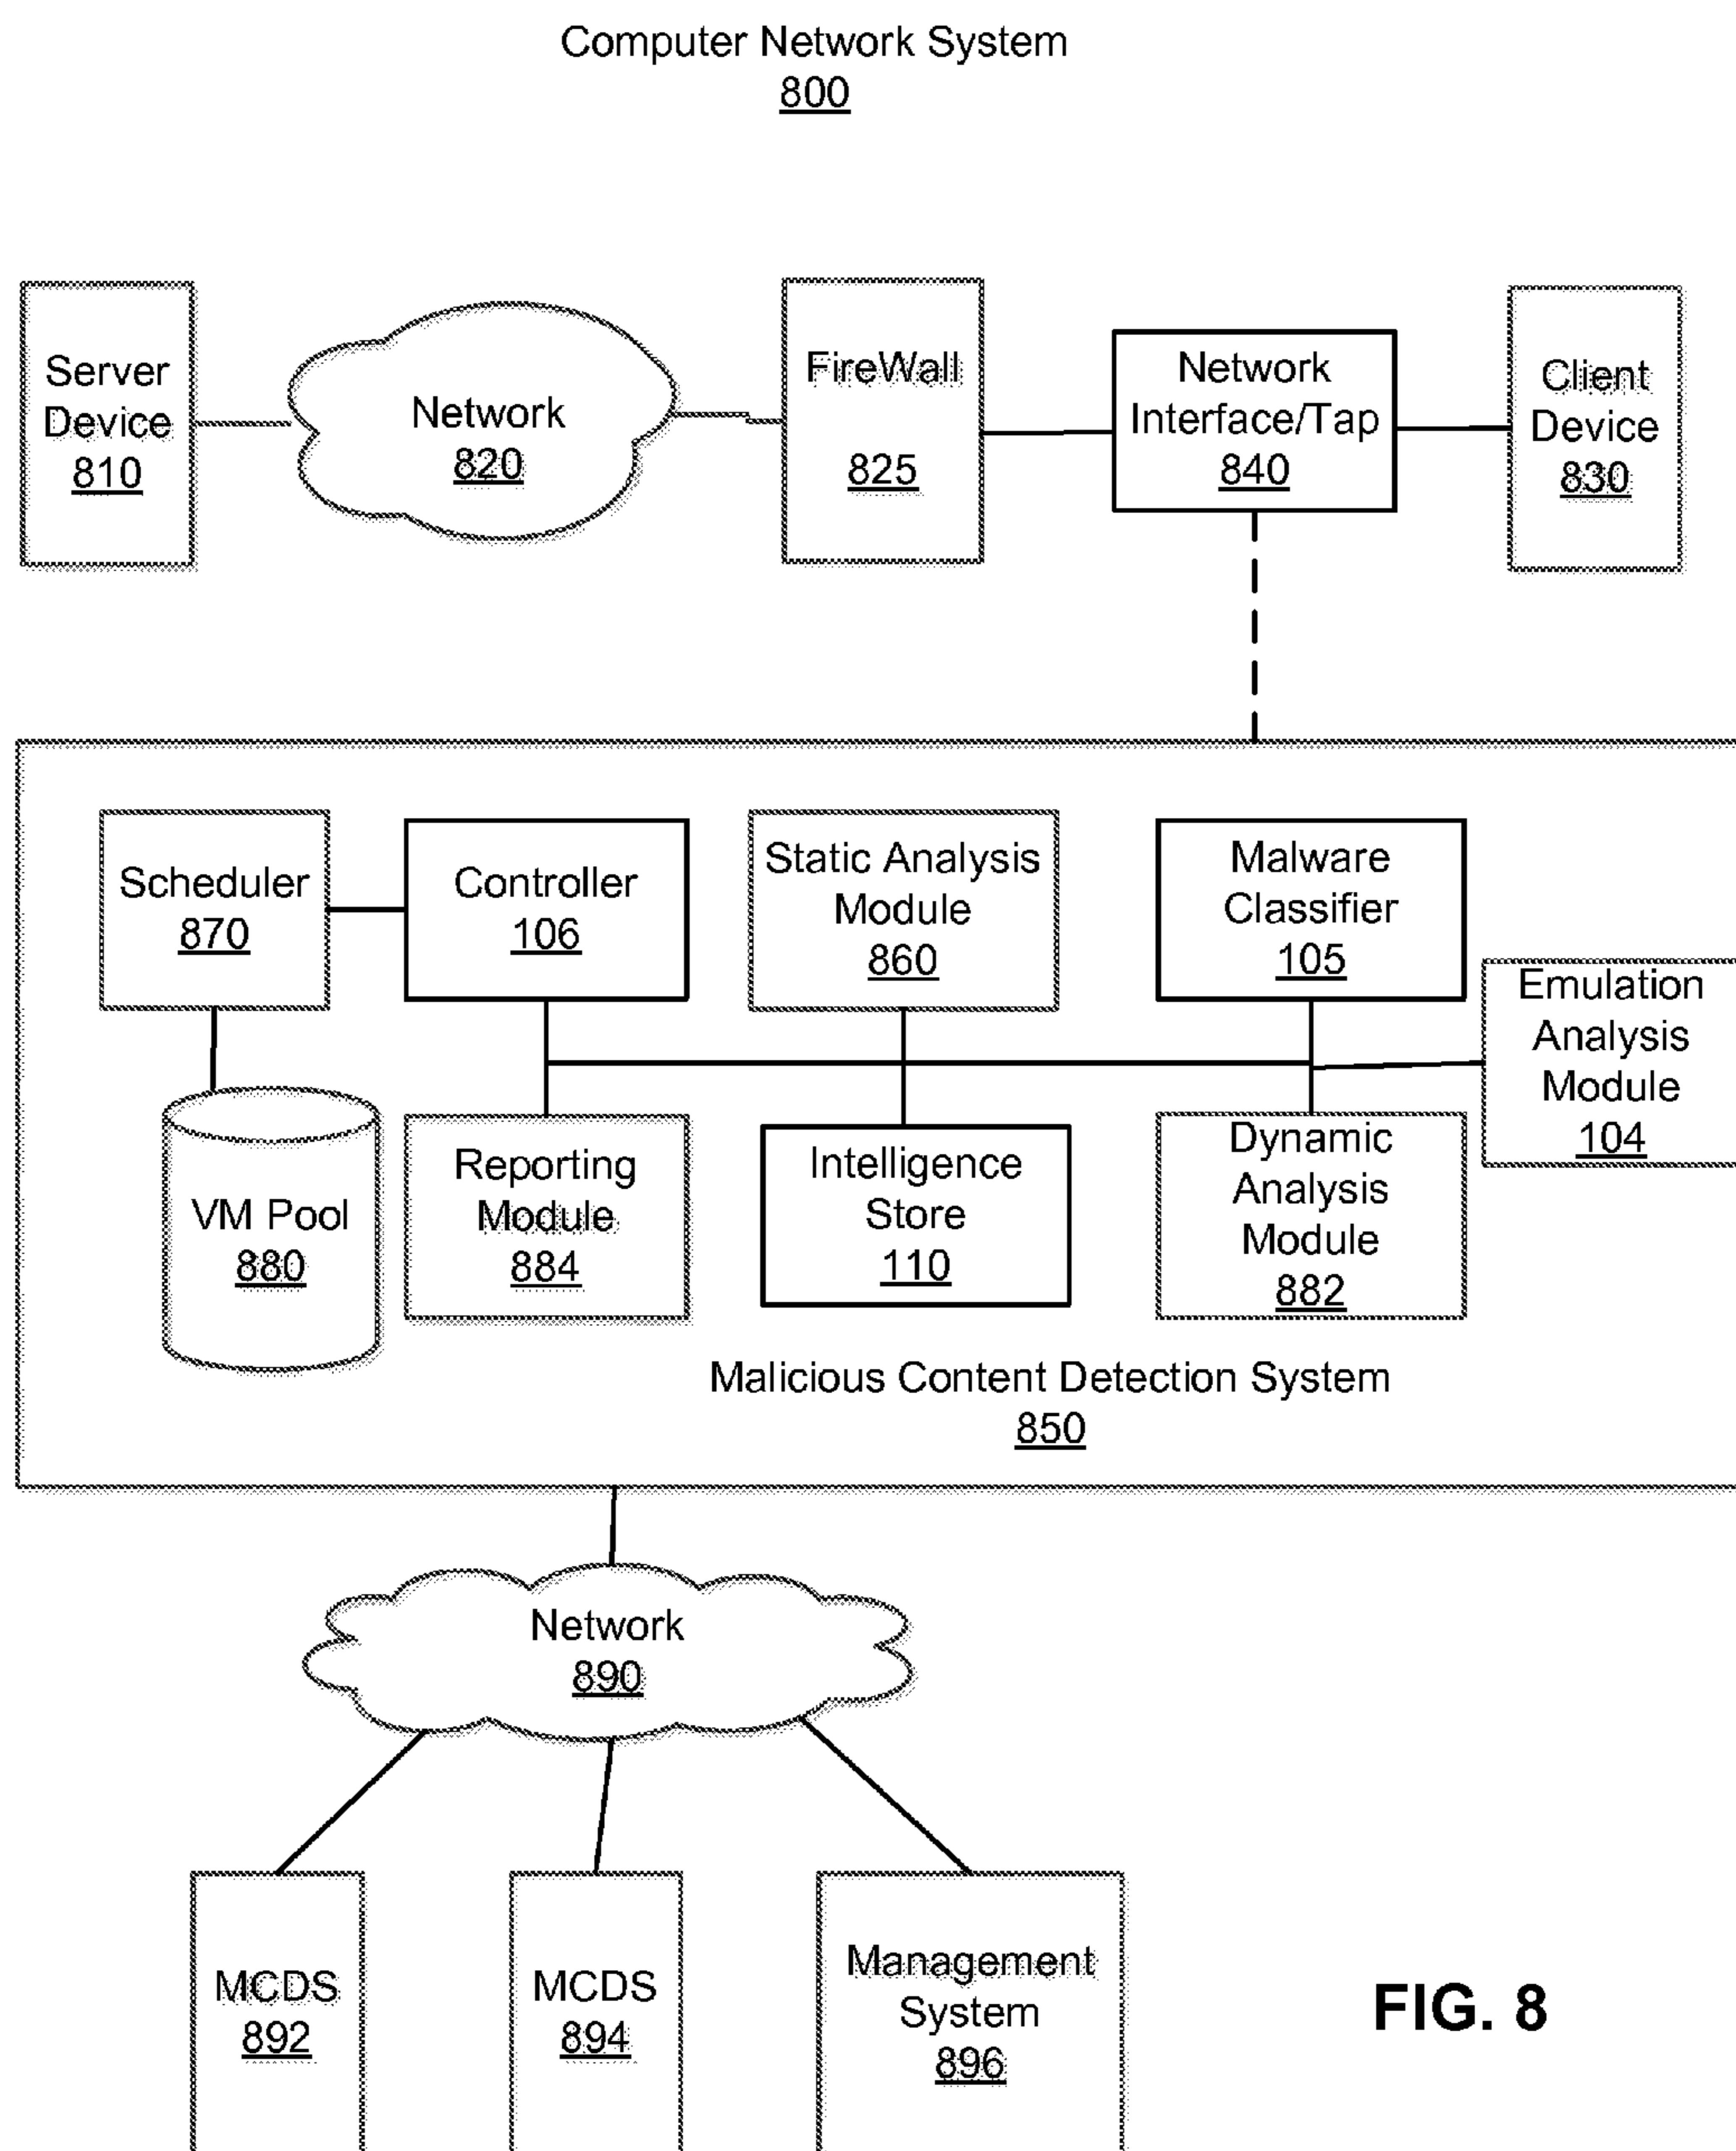 Computer Network System
800
Server
Device
810
Network
820
FireWall
825
Network
Interface/Tap
840
Client
Device
830
Scheduler
870
Controller
106
Static Analysis
Module
860
Malware
Classifier
105
Emulation
Analysis
Module
104
VM Pool
880
Reporting
Module
884
Intelligence
Store
110
Dynamic
Analysis
Module
882
Malicious Content Detection System
850
Network
890
MCDS
892
MCDS
894
Management
System
896
FIG. 8